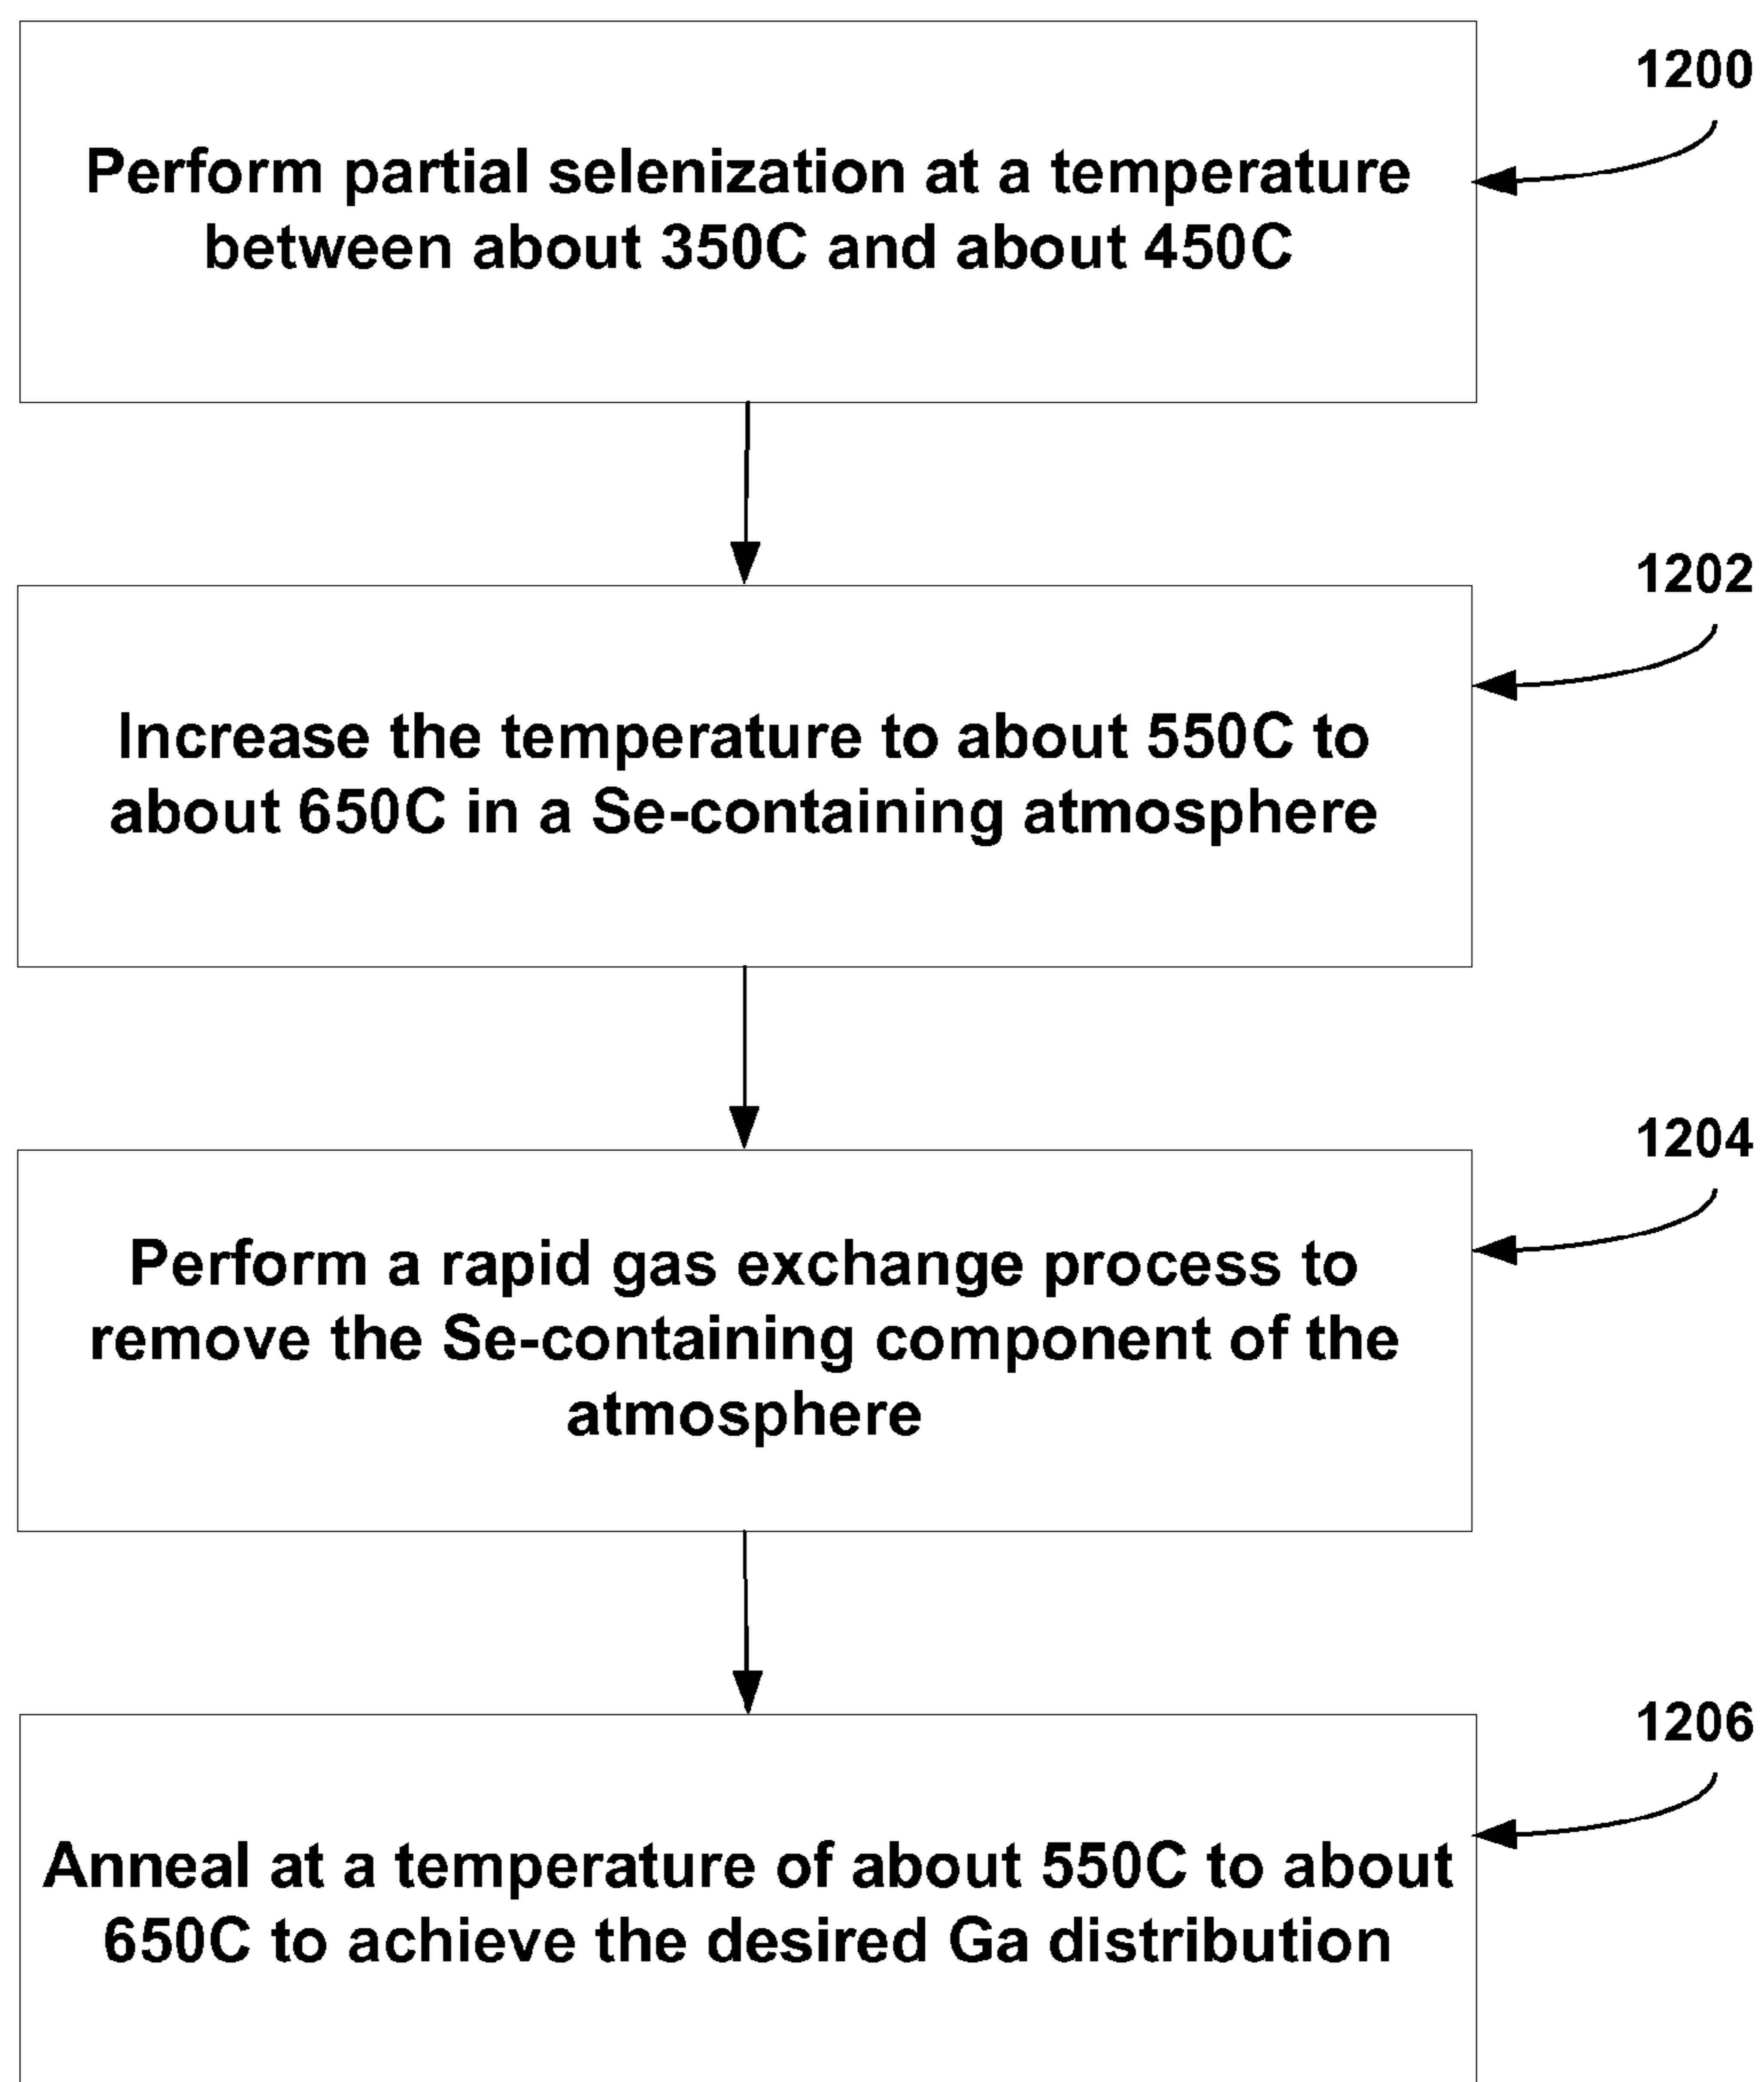 1200
Perform partial selenization at a temperature
between about 350C and about 450C
1202
Increase the temperature to about 550C to
about 650C in a Se-containing atmosphere
1204
Perform a rapid gas exchange process to
remove the Se-containing component of the
atmosphere
1206
Anneal at a temperature of about 550C to about
650C to achieve the desired Ga distribution